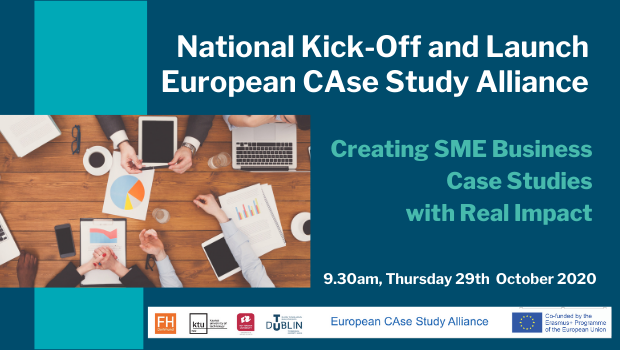 National Kick-Off and Launch
European CAse Study Alliance
Creating SME Business
Case Studies
with Real Impact
9.30am, Thursday 29th October 2020
FH
ktu
DUBLIN
European CAse Study Alliance
Co-funded by the
Erasmus+ Programme
of the European Union